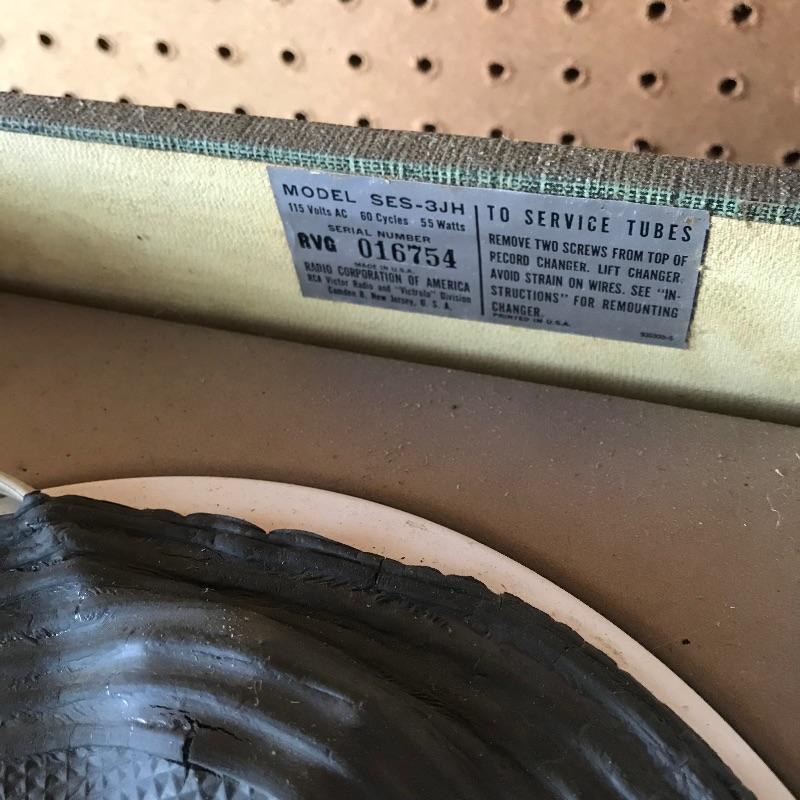 MODEL SES-3JH
115 Volts AC 60 Cycles 55 Watts
SERIAL NUMBER
RVG 016754
MADE IN U.S.A.
RADIO CORPORATION OF AMERICA
RCA Victor Radio and "Victrola" Division
Camden 8, New Jersey, U. S. A.
TO SERVICE TUBES
REMOVE TWO SCREWS FROM TOP OF
RECORD CHANGER. LIFT CHANGER.
AVOID STRAIN ON WIRES. SEE "IN-
STRUCTIONS" FOR REMOUNTING
CHANGER.
PRINTED IN U.S.A.